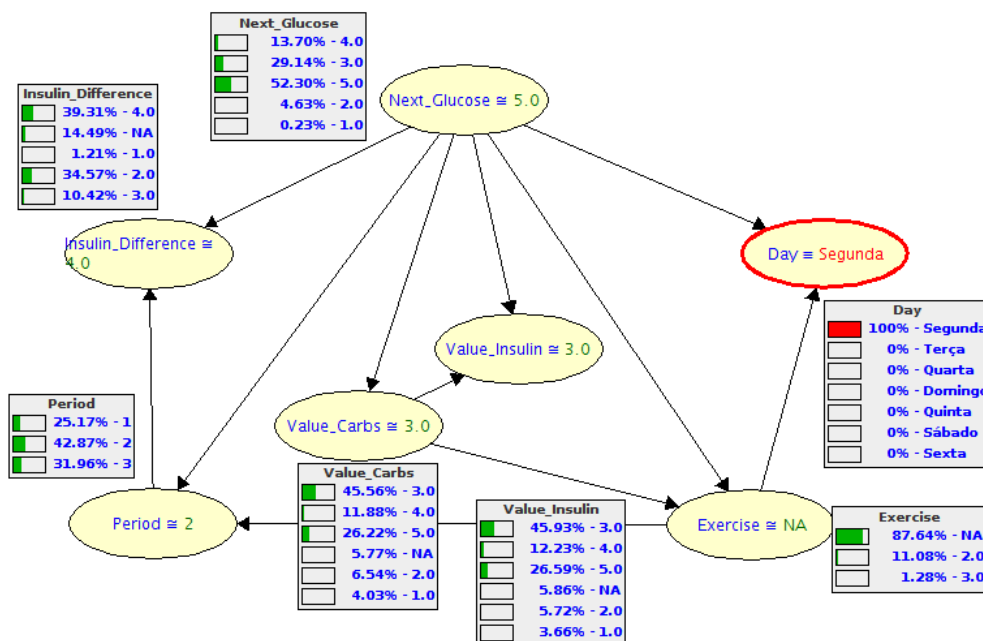 Next_Glucose
13.70% - 4.0
29.14% - 3.0
52.30% - 5.0
4.63% - 2.0
0.23% - 1.0
Next_Glucose ≅ 5.0
Insulin_Difference
39.31% - 4.0
14.49% - NA
1.21% - 1.0
34.57% - 2.0
10.42% - 3.0
Insulin_Difference ≅
4.0
Day ≡ Segunda
Day
100% - Segunda
0% - Terça
0% - Quarta
0% - Domingo
0% - Quinta
0% - Sábado
0% - Sexta
Value_Insulin ≅ 3.0
Value_Carbs ≅ 3.0
Period
25.17% - 1
42.87% - 2
31.96% - 3
Value_Carbs
45.56% - 3.0
11.88% - 4.0
26.22% - 5.0
5.77% - NA
6.54% - 2.0
4.03% - 1.0
Value_Insulin
45.93% - 3.0
12.23% - 4.0
26.59% - 5.0
5.86% - NA
5.72% - 2.0
3.66% - 1.0
Period ≅ 2
Exercise ≅ NA
Exercise
87.64% - NA
11.08% - 2.0
1.28% - 3.0